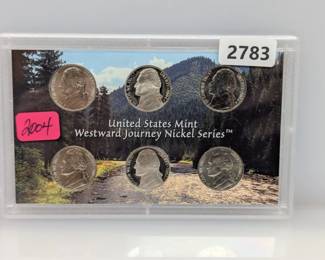 2783
2004
United States Mint
Westward Journey Nickel Series™